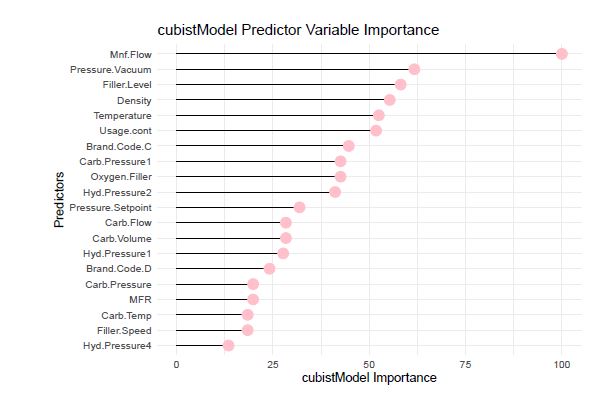 cubistModel Predictor Variable Importance
Mnf.Flow
Pressure.Vacuum
Filler.Level
Density
Temperature
Usage.cont
Brand.Code.C
Carb.Pressure1
Oxygen.Filler
Hyd.Pressure2
Pressure.Setpoint
Carb.Flow
Carb.Volume
Hyd.Pressure1
Brand.Code.D
Carb.Pressure
MFR
Carb.Temp
Filler.Speed
Hyd.Pressure4
Predictors
0 25 50 75 100
cubistModel Importance